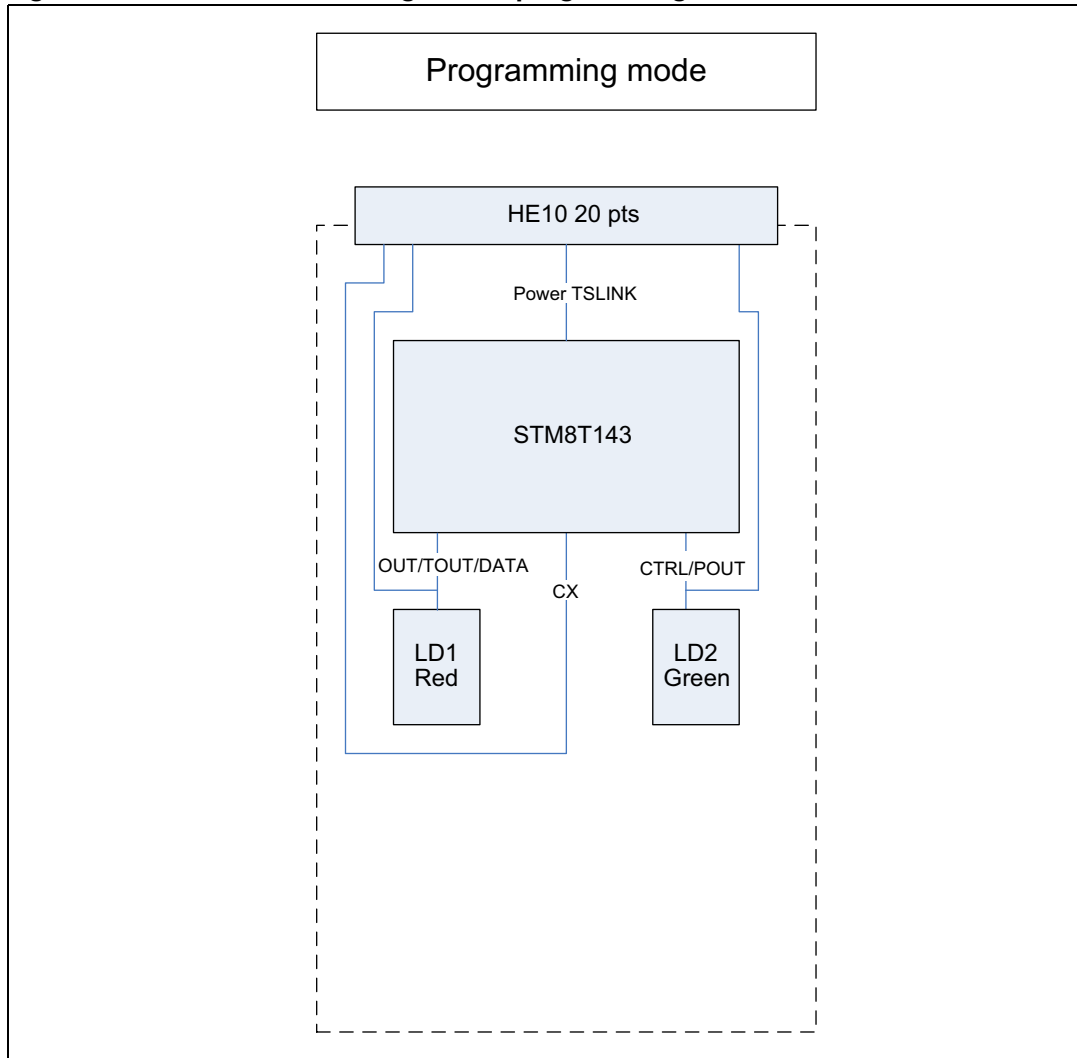 Programming mode
HE10 20 pts
Power TSLINK
STM8T143
OUT/TOUT/DATA
CX
CTRL/POUT
LD1
Red
LD2
Green